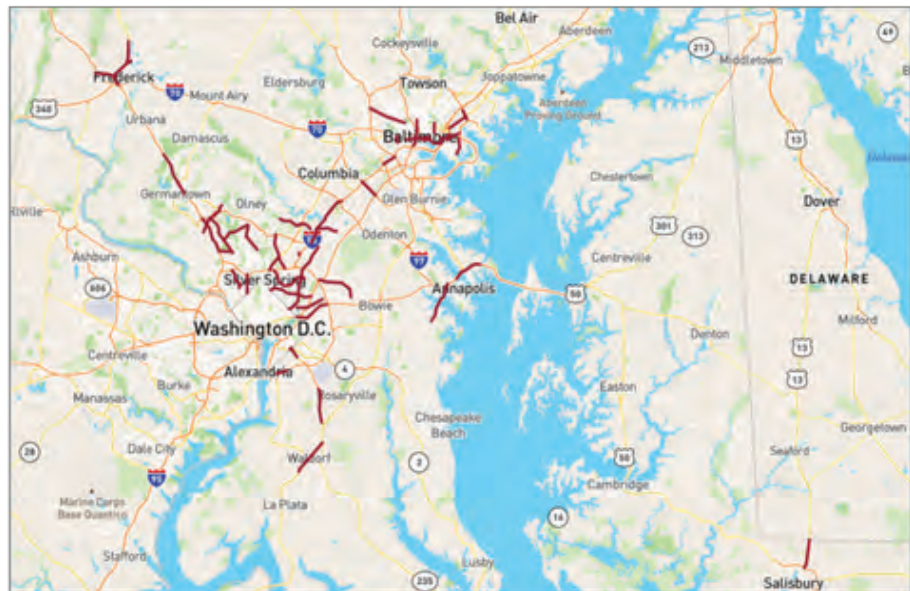 Bel Air
Aberdeen
Cockeysville
49
213
Middletown
Frederick
Eldersburg
Towson
Joppatowne
70
Mount Airy
Aberdeen
Proving Ground
340
Urbana
70
Baltimore
13
Damascus
Columbia
Chestertown
Germantown
Olney
Glen Burnie
Dover
301
313
Odenton
Ashburn
97
Centreville
Silver Spring
Annapolis
DELAWARE
606
Bowie
50
Washington D.C.
Milford
Denton
Centreville
13
Alexandria
4
Burke
Rosaryville
Easton
13
Manassas
Chesapeake
Beach
Georgetown
28
Dale City
Waldorf
2
50
Seaford
95
Cambridge
Marine Corps
Base Quantico
La Plata
16
Stafford
Lusby
235
Salisbury